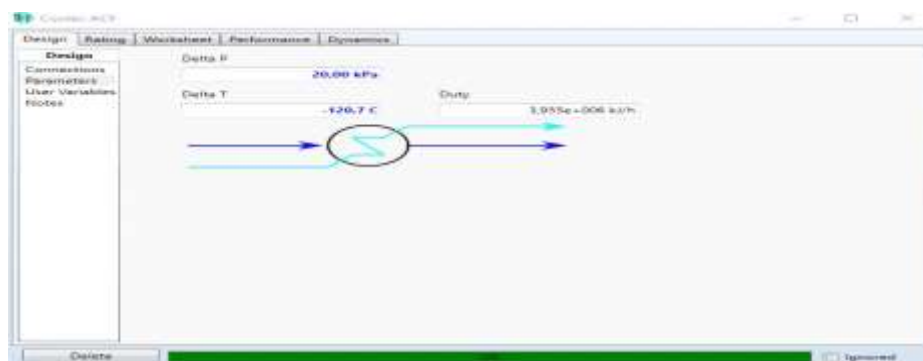 Design Rating Worksheet Performance Dynamics
Design
Connections
Parameters
User Variables
Notes
Delta P
20.00 kPa
Delta T
-120.7 C
Duty
Delete
Ignored